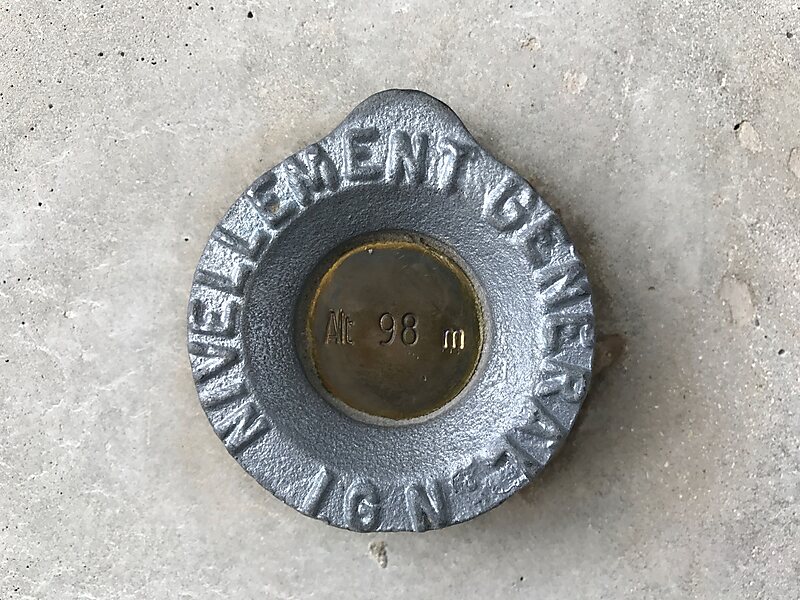 NIVELLEMENT GENERAL
IGN
Alt 98 m